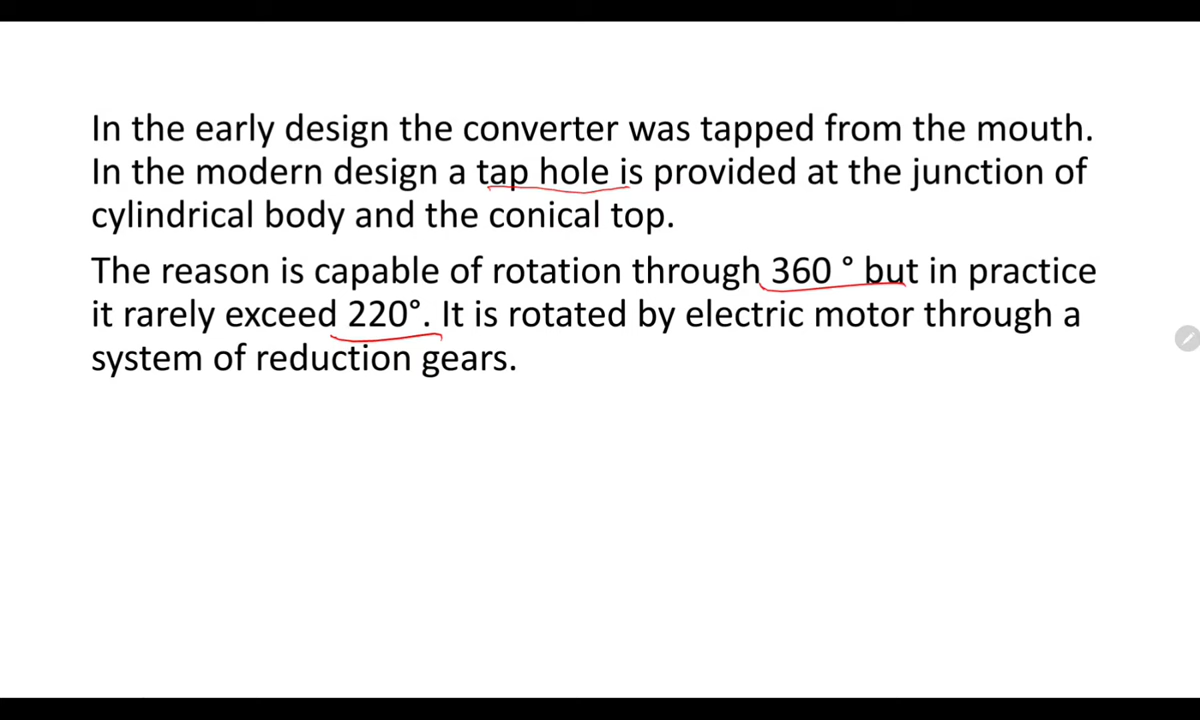 In the early design the converter was tapped from the mouth.
In the modern design a tap hole is provided at the junction of
cylindrical body and the conical top.
The reason is capable of rotation through 360 ° but in practice
it rarely exceed 220°. It is rotated by electric motor through a
system of reduction gears.